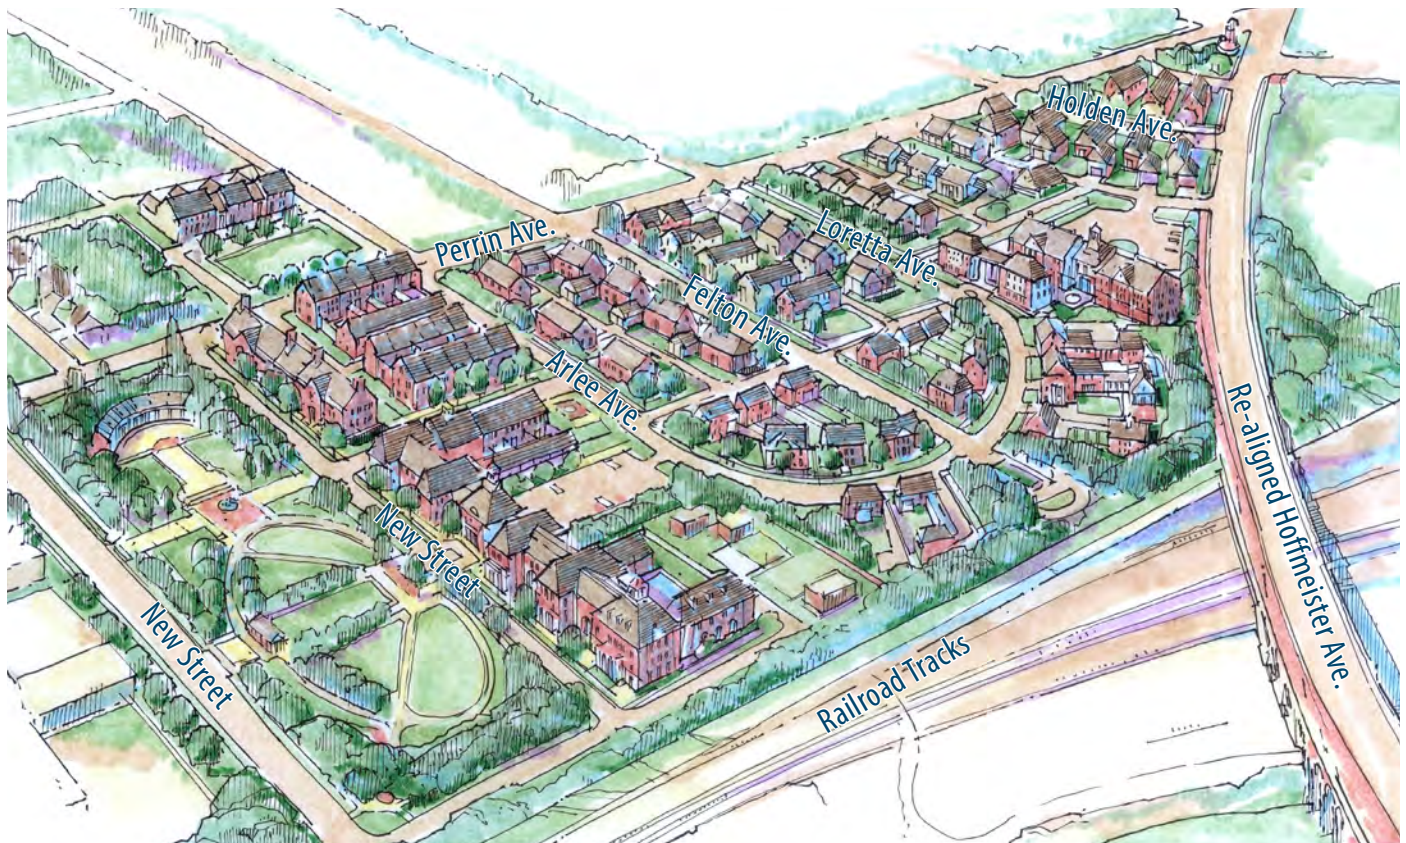 Holden Ave.
Perrin Ave.
Loretta Ave.
Felton Ave.
Arlee Ave.
Re-aligned Hoffmeister Ave.
New Street
New Street
Railroad Tracks